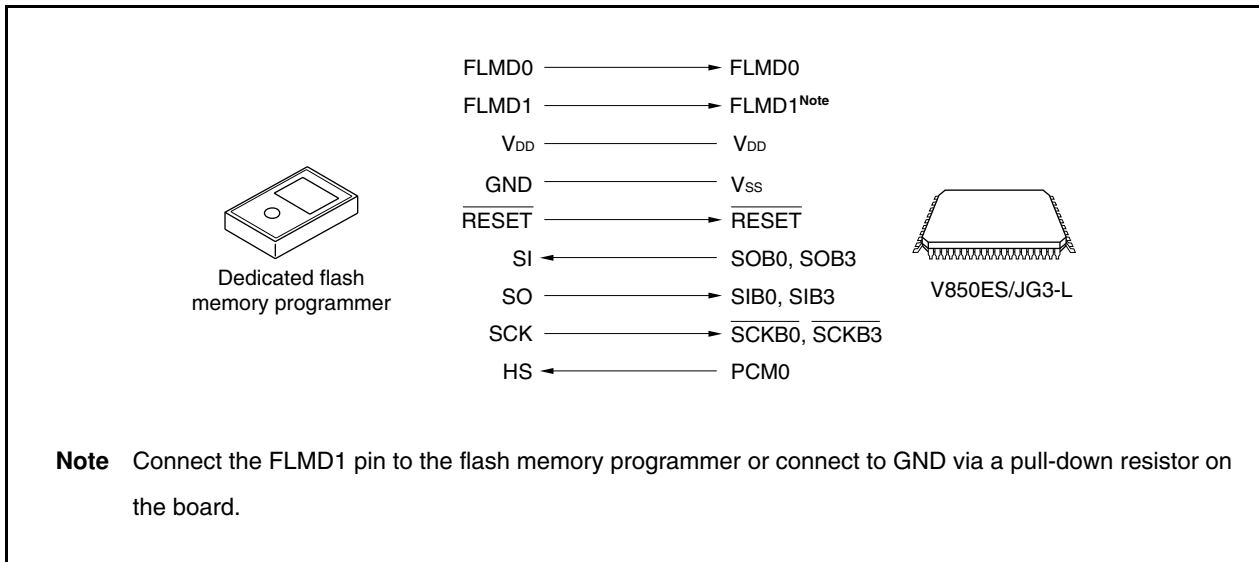 FLMD0 FLMD0
FLMD1 FLMD1Note
VDD VDD
GND VSS
RESET RESET
SI SOB0, SOB3
SO SIB0, SIB3
SCK SCKB0, SCKB3
HS PCM0
Dedicated flash
memory programmer
V850ES/JG3-L
Note Connect the FLMD1 pin to the flash memory programmer or connect to GND via a pull-down resistor on
the board.